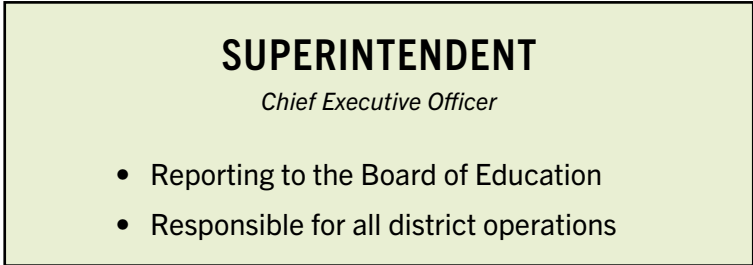 SUPERINTENDENT
Chief Executive Officer
• Reporting to the Board of Education
• Responsible for all district operations